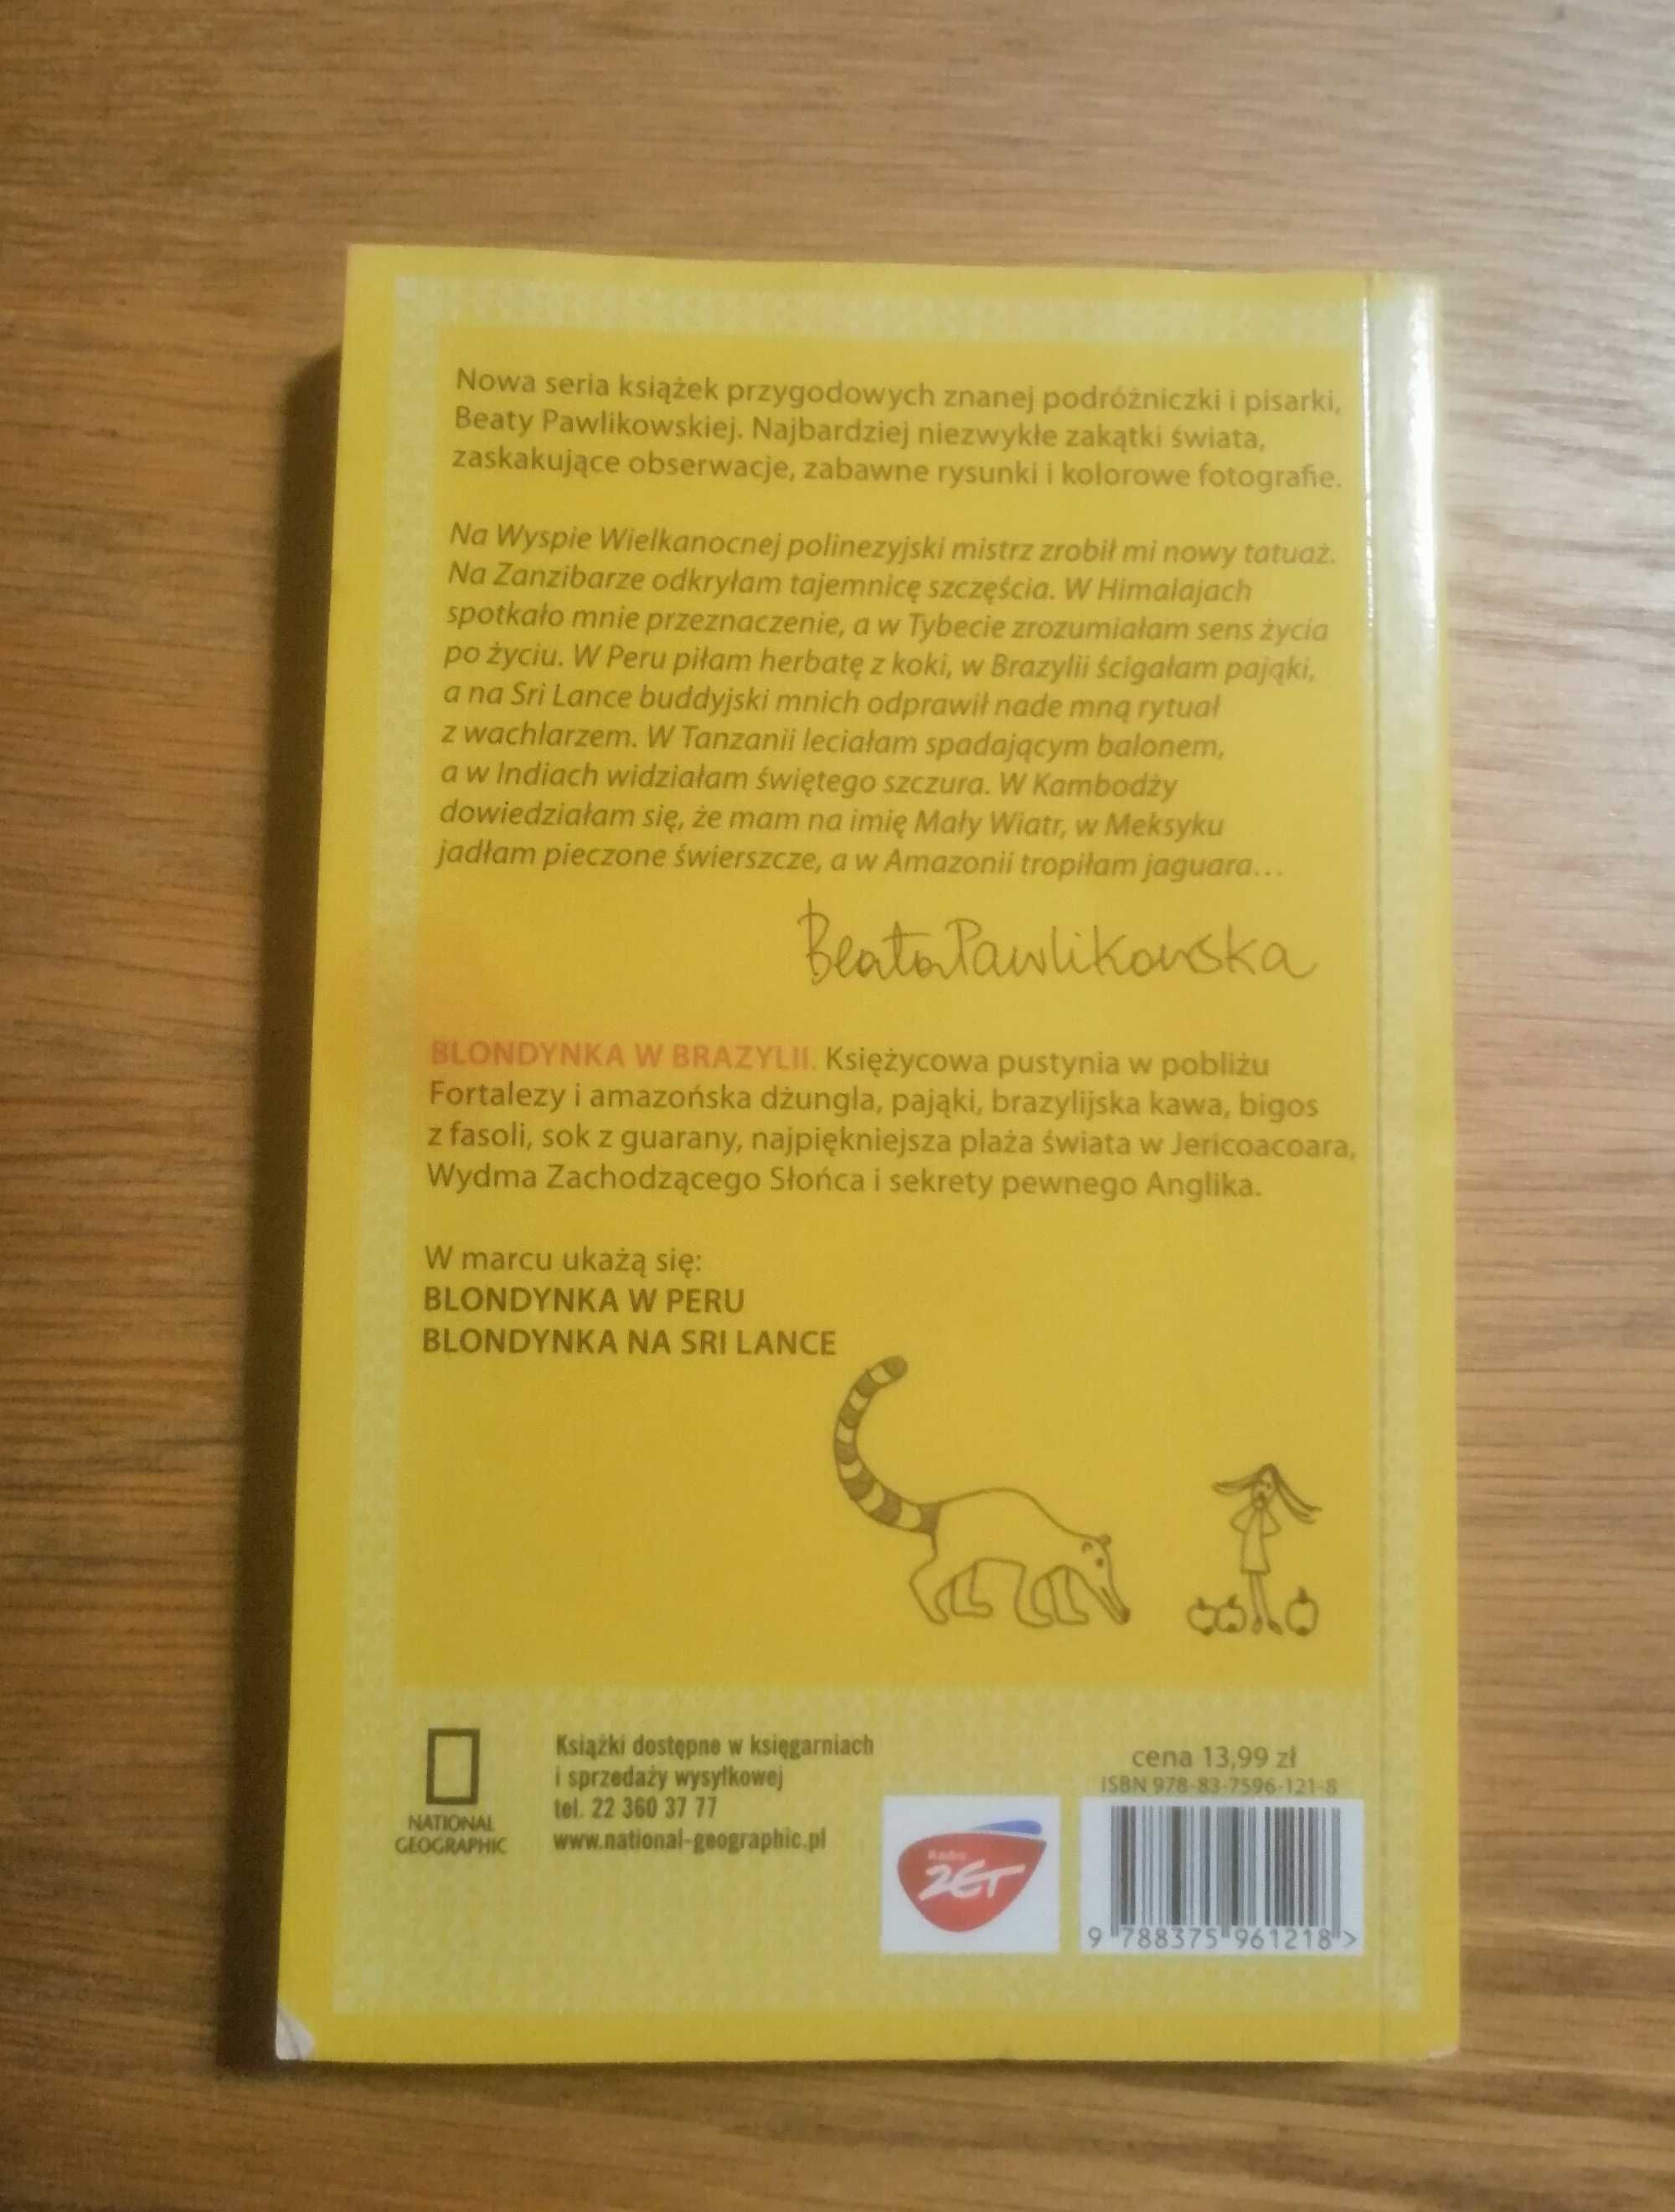 Nowa seria książek przygodowych znanej podróżniczki i pisarki,
Beaty Pawlikowskiej. Najbardziej niezwykłe zakątki świata,
zaskakujące obserwacje, zabawne rysunki i kolorowe fotografie.
Na Wyspie Wielkanocnej polinezyjski mistrz zrobił mi nowy tatuaż.
Na Zanzibarze odkryłam tajemnicę szczęścia. W Himalajach
spotkało mnie przeznaczenie, a w Tybecie zrozumiałam sens życia
po życiu. W Peru piłam herbatę z koki, w Brazylii ścigałam pająki,
a na Sri Lance buddyjski mnich odprawił nade mną rytuał
z wachlarzem. W Tanzanii leciałam spadającym balonem,
a w Indiach widziałam świętego szczura. W Kambodży
dowiedziałam się, że mam na imię Mały Wiatr, w Meksyku
jadłam pieczone świerszcze, a w Amazonii tropiłam jaguara...
Beata Pawlikowska
BLONDYNKA W BRAZYLII. Księżycowa pustynia w pobliżu
Fortalezy i amazońska dżungla, pająki, brazylijska kawa, bigos
z fasoli, sok z guarany, najpiękniejsza plaża świata w Jericoacoara,
Wydma Zachodzącego Słońca i sekrety pewnego Anglika.
W marcu ukażą się:
BLONDYNKA W PERU
BLONDYNKA NA SRI LANCE
NATIONAL
GEOGRAPHIC
Książki dostępne w księgarniach
i sprzedaży wysyłkowej
tel. 22 360 37 77
www.national-geographic.pl
Radio
ZET
cena 13,99 zł
ISBN 978-83-7596-121-8
9 788375 961218 >